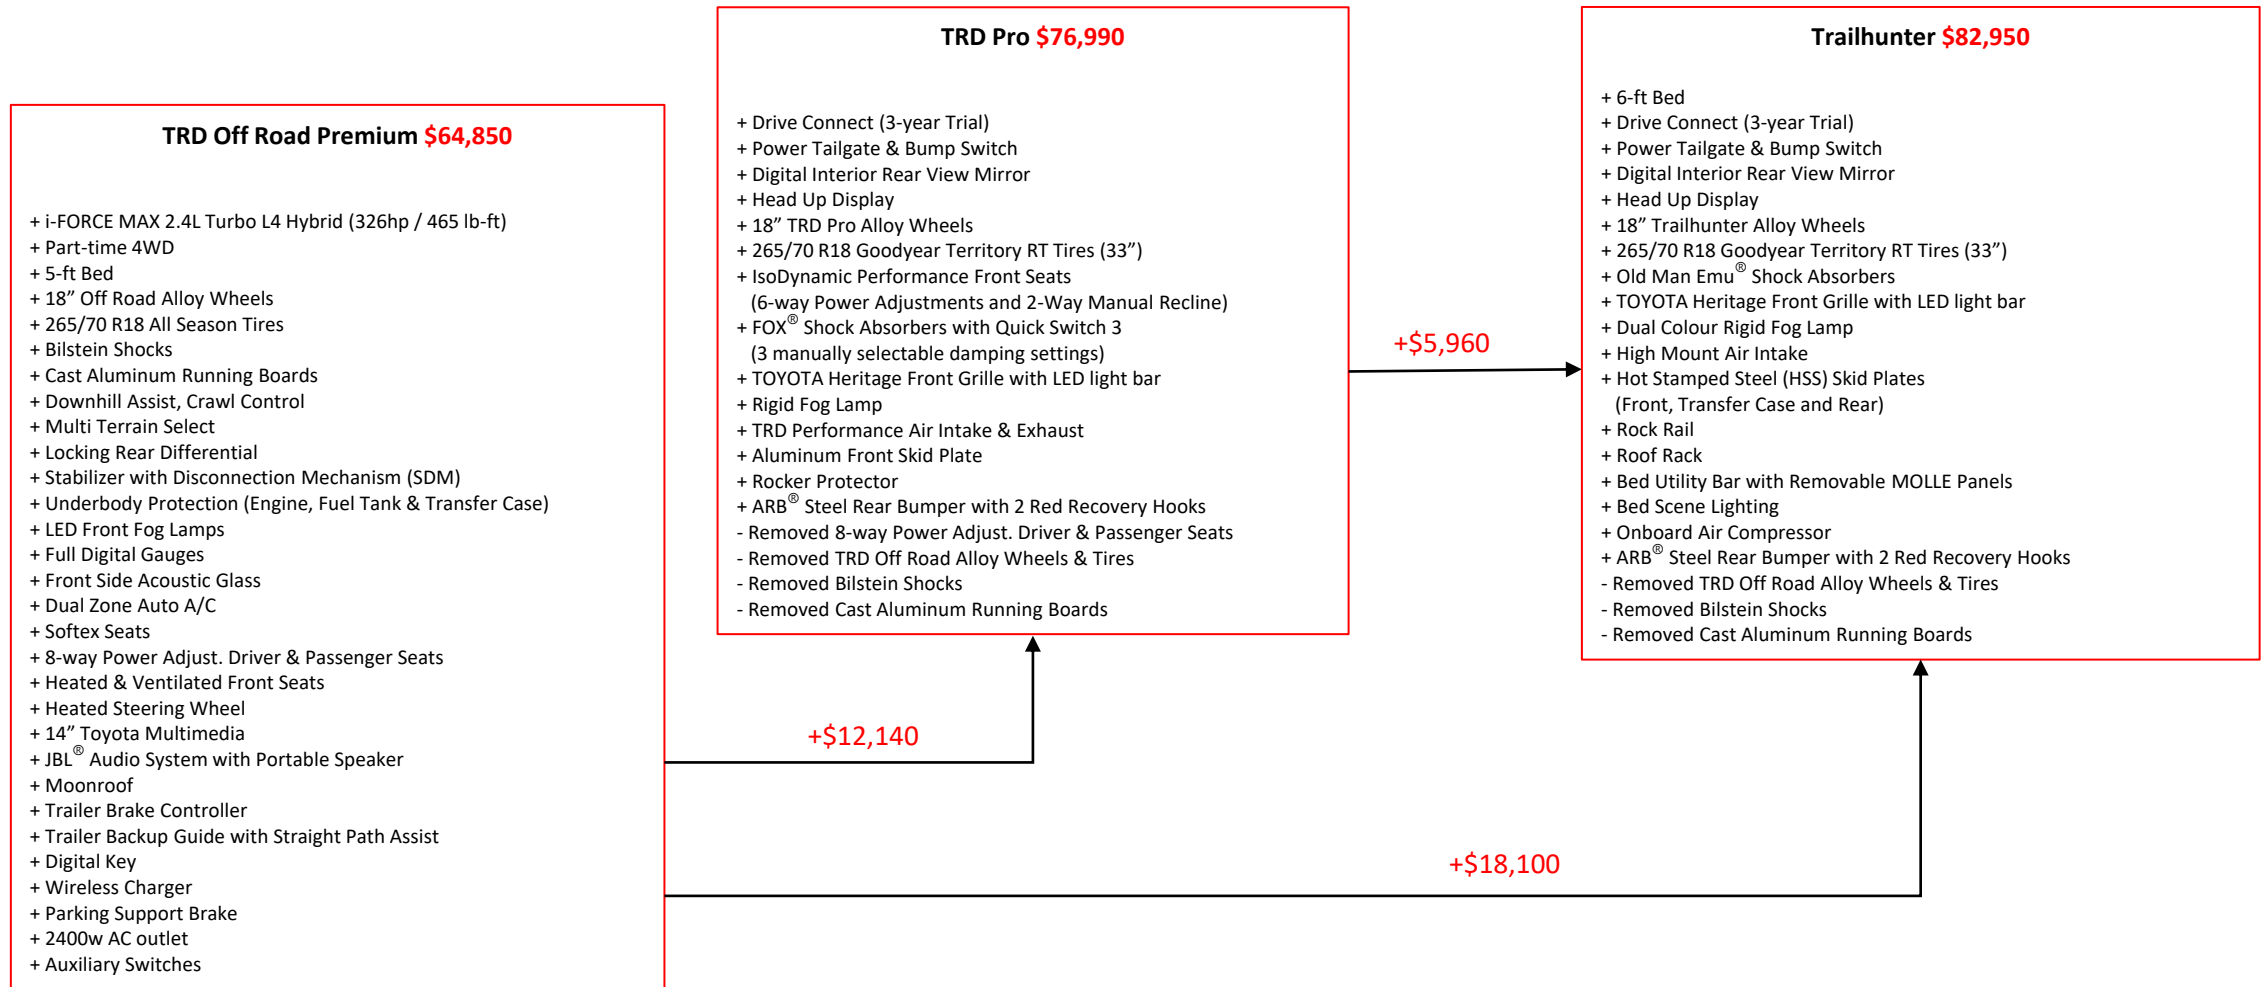 TRD Off Road Premium $64,850
+ i-FORCE MAX 2.4L Turbo L4 Hybrid (326hp / 465 lb-ft)
+ Part-time 4WD
+ 5-ft Bed
+ 18” Off Road Alloy Wheels
+ 265/70 R18 All Season Tires
+ Bilstein Shocks
+ Cast Aluminum Running Boards
+ Downhill Assist, Crawl Control
+ Multi Terrain Select
+ Locking Rear Differential
+ Stabilizer with Disconnection Mechanism (SDM)
+ Underbody Protection (Engine, Fuel Tank & Transfer Case)
+ LED Front Fog Lamps
+ Full Digital Gauges
+ Front Side Acoustic Glass
+ Dual Zone Auto A/C
+ Softex Seats
+ 8-way Power Adjust. Driver & Passenger Seats
+ Heated & Ventilated Front Seats
+ Heated Steering Wheel
+ 14” Toyota Multimedia
+ JBL® Audio System with Portable Speaker
+ Moonroof
+ Trailer Brake Controller
+ Trailer Backup Guide with Straight Path Assist
+ Digital Key
+ Wireless Charger
+ Parking Support Brake
+ 2400w AC outlet
+ Auxiliary Switches
+$12,140
TRD Pro $76,990
+ Drive Connect (3-year Trial)
+ Power Tailgate & Bump Switch
+ Digital Interior Rear View Mirror
+ Head Up Display
+ 18” TRD Pro Alloy Wheels
+ 265/70 R18 Goodyear Territory RT Tires (33”)
+ IsoDynamic Performance Front Seats
(6-way Power Adjustments and 2-Way Manual Recline)
+ FOX® Shock Absorbers with Quick Switch 3
(3 manually selectable damping settings)
+ TOYOTA Heritage Front Grille with LED light bar
+ Rigid Fog Lamp
+ TRD Performance Air Intake & Exhaust
+ Aluminum Front Skid Plate
+ Rocker Protector
+ ARB® Steel Rear Bumper with 2 Red Recovery Hooks
- Removed 8-way Power Adjust. Driver & Passenger Seats
- Removed TRD Off Road Alloy Wheels & Tires
- Removed Bilstein Shocks
- Removed Cast Aluminum Running Boards
+$5,960
+$18,100
Trailhunter $82,950
+ 6-ft Bed
+ Drive Connect (3-year Trial)
+ Power Tailgate & Bump Switch
+ Digital Interior Rear View Mirror
+ Head Up Display
+ 18” Trailhunter Alloy Wheels
+ 265/70 R18 Goodyear Territory RT Tires (33”)
+ Old Man Emu® Shock Absorbers
+ TOYOTA Heritage Front Grille with LED light bar
+ Dual Colour Rigid Fog Lamp
+ High Mount Air Intake
+ Hot Stamped Steel (HSS) Skid Plates
(Front, Transfer Case and Rear)
+ Rock Rail
+ Roof Rack
+ Bed Utility Bar with Removable MOLLE Panels
+ Bed Scene Lighting
+ Onboard Air Compressor
+ ARB® Steel Rear Bumper with 2 Red Recovery Hooks
- Removed TRD Off Road Alloy Wheels & Tires
- Removed Bilstein Shocks
- Removed Cast Aluminum Running Boards